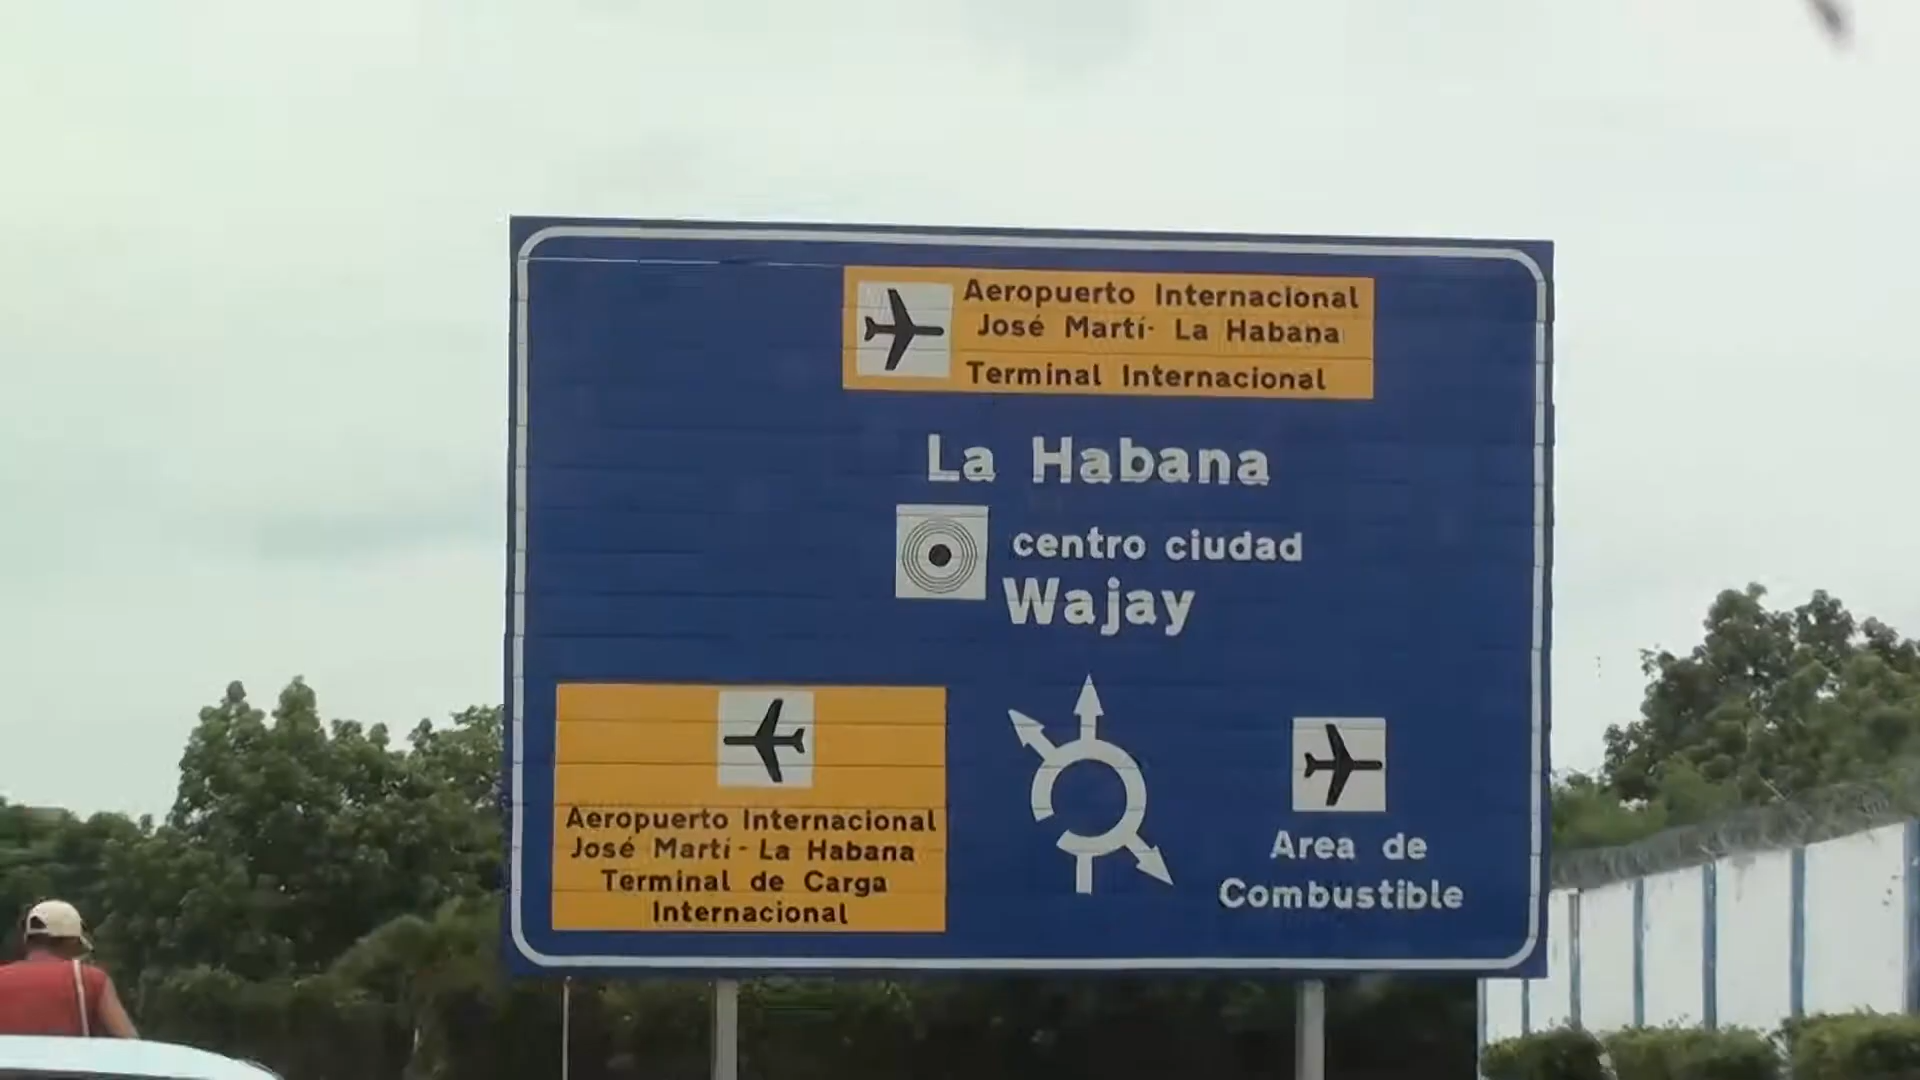 Aeropuerto Internacional
José Martí- La Habana
Terminal Internacional
La Habana
centro ciudad
Wajay
Aeropuerto Internacional
José Martí - La Habana
Terminal de Carga
Internacional
Area de
Combustible